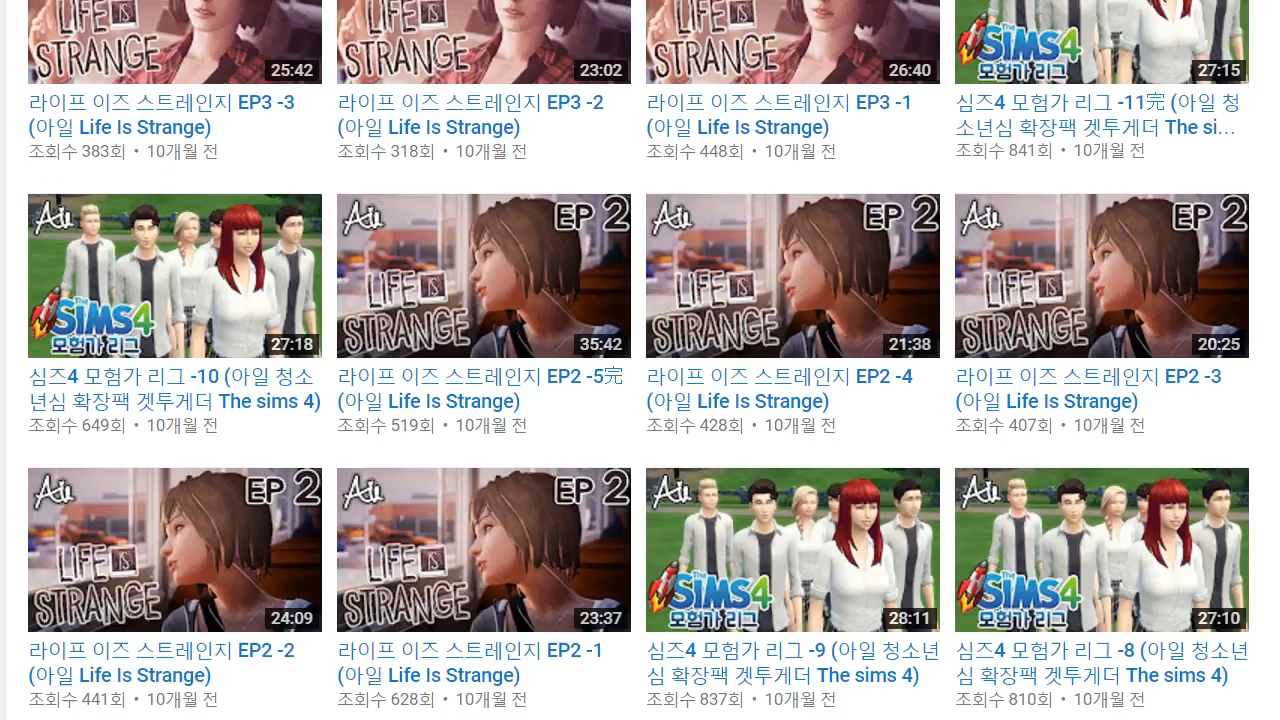 LIFE IS
STRANGE
25:42
LIFE IS
STRANGE
23:02
LIFE IS
STRANGE
26:40
The
SIMS4
모험가 리그
27:15
라이프 이즈 스트레인지 EP3 -3
(아일 Life Is Strange)
조회수 383회 • 10개월 전
라이프 이즈 스트레인지 EP3 -2
(아일 Life Is Strange)
조회수 318회 • 10개월 전
라이프 이즈 스트레인지 EP3 -1
(아일 Life Is Strange)
조회수 448회 • 10개월 전
심즈4 모험가 리그 -11完 (아일 청
소년심 확장팩 겟투게더 The si...
조회수 841회 • 10개월 전
The
SIMS4
모험가 리그
27:18
EP 2
LIFE IS
STRANGE
35:42
EP 2
LIFE IS
STRANGE
21:38
EP 2
LIFE IS
STRANGE
20:25
심즈4 모험가 리그 -10 (아일 청소
년심 확장팩 겟투게더 The sims 4)
조회수 649회 • 10개월 전
라이프 이즈 스트레인지 EP2 -5完
(아일 Life Is Strange)
조회수 519회 • 10개월 전
라이프 이즈 스트레인지 EP2 -4
(아일 Life Is Strange)
조회수 428회 • 10개월 전
라이프 이즈 스트레인지 EP2 -3
(아일 Life Is Strange)
조회수 407회 • 10개월 전
EP 2
LIFE IS
STRANGE
24:09
EP 2
LIFE IS
STRANGE
23:37
The
SIMS4
모험가 리그
28:11
The
SIMS4
모험가 리그
27:10
라이프 이즈 스트레인지 EP2 -2
(아일 Life Is Strange)
조회수 441회 • 10개월 전
라이프 이즈 스트레인지 EP2 -1
(아일 Life Is Strange)
조회수 628회 • 10개월 전
심즈4 모험가 리그 -9 (아일 청소년
심 확장팩 겟투게더 The sims 4)
조회수 837회 • 10개월 전
심즈4 모험가 리그 -8 (아일 청소년
심 확장팩 겟투게더 The sims 4)
조회수 810회 • 10개월 전